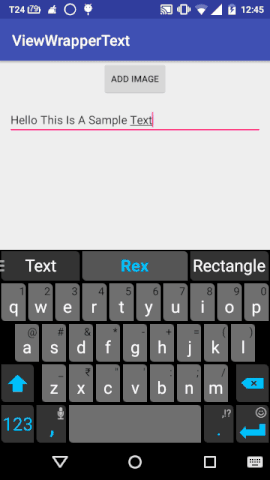 T24 79 12:45
ViewWrapperText
ADD IMAGE
Hello This Is A Sample Text
Text Rex Rectangle
1 2 3 4 5 6 7 8 9 0
q w e r t y u i o p
@ # & * - + = ( )
a s d f g h j k l
_ ₹ " ' : ; /
z x c v b n m
123 , . ,!?